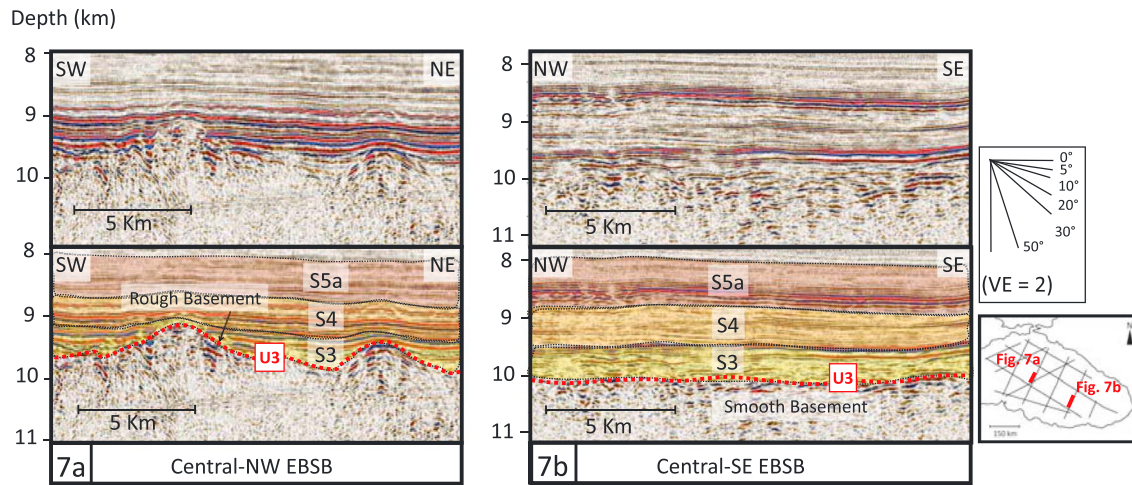 Depth (km)
8
SW
NE
9
10
5 Km
11
8
SW
NE
S5a
Rough Basement
9
S4
S3
U3
10
5 Km
11
7a
Central-NW EBSB
8
NW
SE
9
10
5 Km
11
8
NW
SE
S5a
9
S4
S3
10
U3
Smooth Basement
5 Km
11
7b
Central-SE EBSB
0°
5°
10°
20°
30°
50°
(VE = 2)
N
Fig. 7a
Fig. 7b
150 km